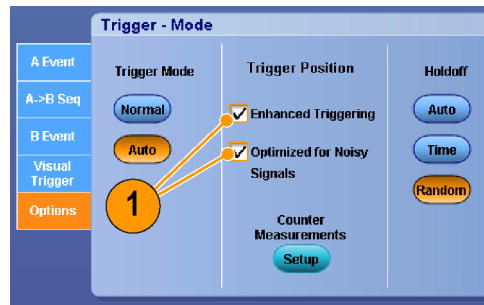 Trigger - Mode
A Event
A->B Seq
B Event
Visual
Trigger
Options
Trigger Mode
Normal
Auto
1
Trigger Position
Enhanced Triggering
Optimized for Noisy
Signals
Counter
Measurements
Setup
Holdoff
Auto
Time
Random